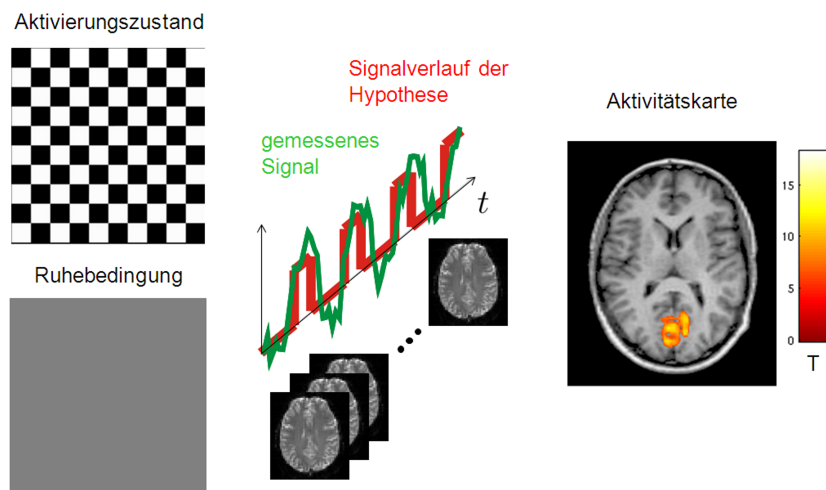 Aktivierungszustand
Ruhebedingung
Signalverlauf der
Hypothese
gemessenes
Signal
t
Aktivitätskarte
15
10
5
0
T